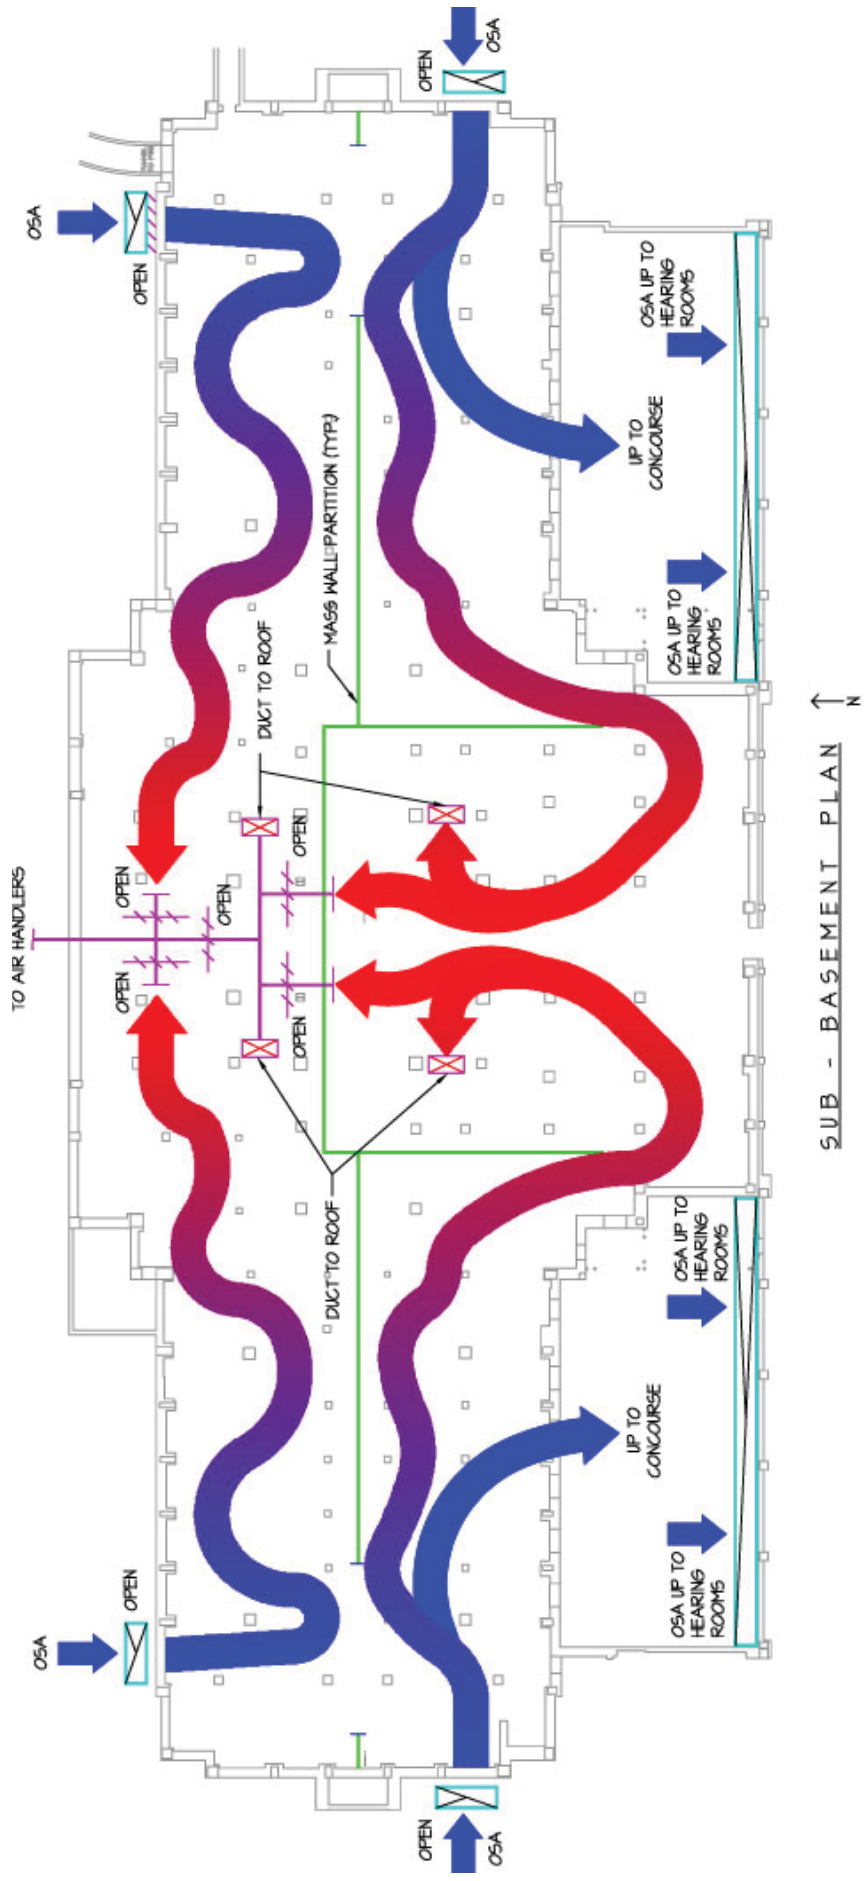 TO AIR HANDLERS
OSA
OSA
OPEN
OPEN
OPEN
OPEN
OPEN
DUCT TO ROOF
OPEN
OPEN
MASS WALL PARTITION (TYP.)
DUCT TO ROOF
OPEN
OSA
OPEN
OSA
UP TO
CONCOURSE
UP TO
CONCOURSE
OSA UP TO
HEARING
ROOMS
OSA UP TO
HEARING
ROOMS
OSA UP TO
HEARING
ROOMS
OSA UP TO
HEARING
ROOMS
SUB - BASEMENT PLAN
N